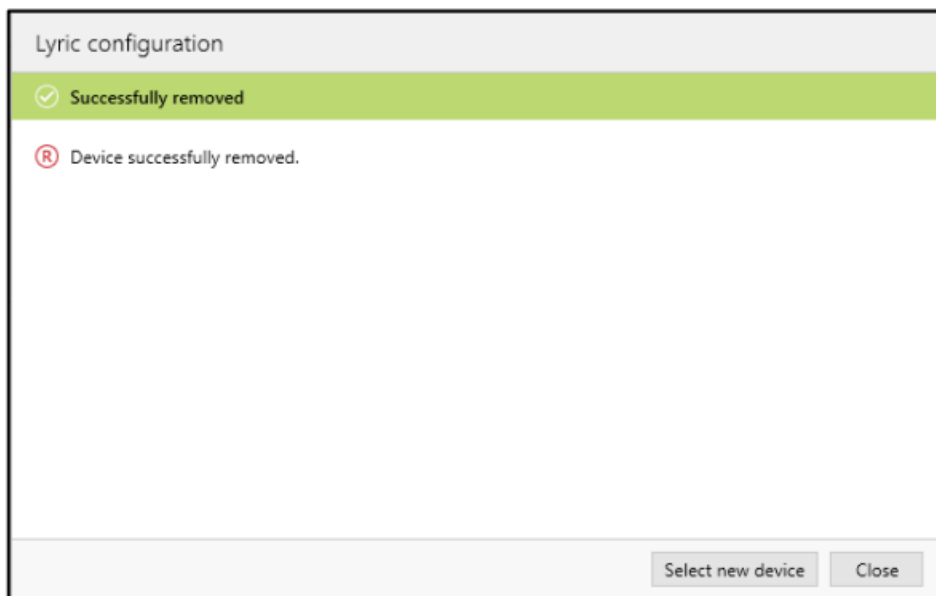 Lyric configuration
Successfully removed
R Device successfully removed.
Select new device Close